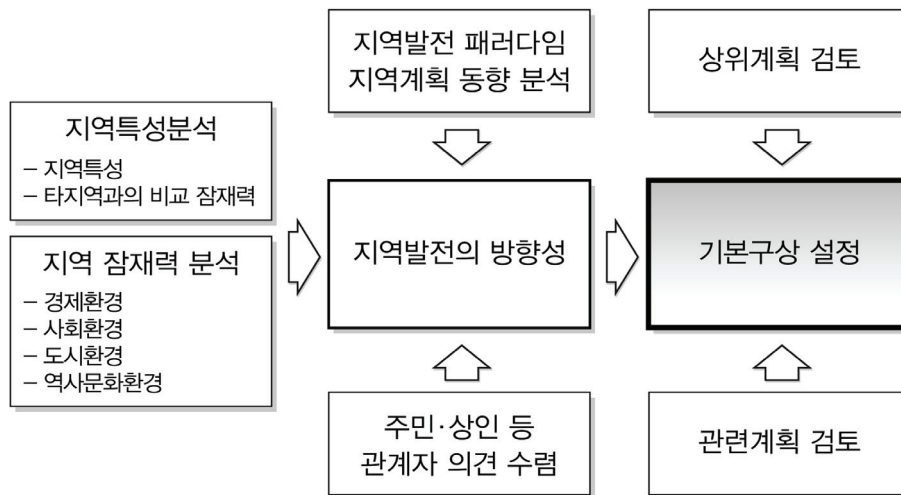 지역특성분석
– 지역특성
– 타지역과의 비교 잠재력
지역 잠재력 분석
– 경제환경
– 사회환경
– 도시환경
– 역사문화환경
지역발전 패러다임
지역계획 동향 분석
지역발전의 방향성
주민·상인 등
관계자 의견 수렴
상위계획 검토
기본구상 설정
관련계획 검토